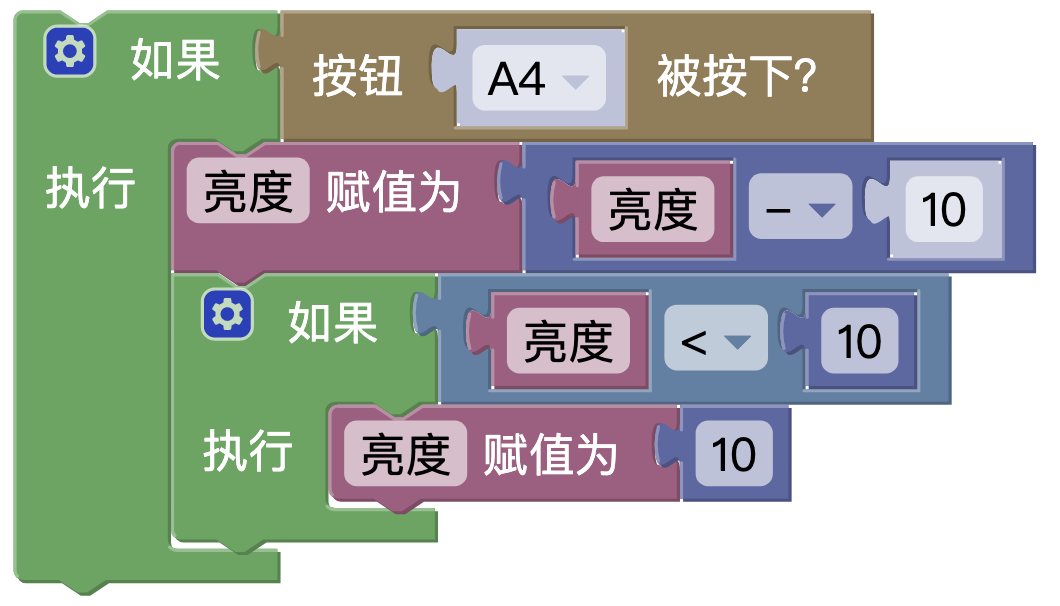 如果 按钮 A4 被按下?
执行 亮度 赋值为 亮度 - 10
如果 亮度 < 10
执行 亮度 赋值为 10